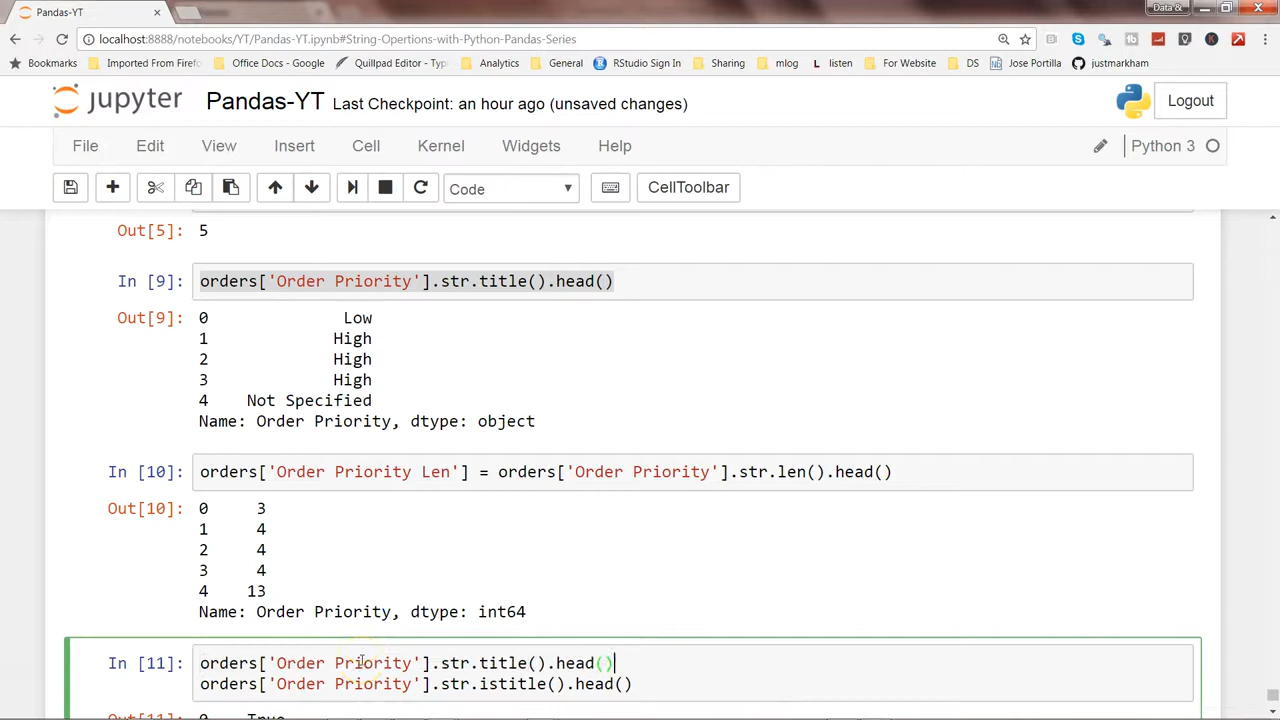 Pandas-YT
Data &
localhost:8888/notebooks/YT/Pandas-YT.ipynb#String-Opertions-with-Python-Pandas-Series
Bookmarks Imported From Firef Office Docs - Google Quillpad Editor - Typ Analytics General RStudio Sign In Sharing mlog L listen For Website DS Jose Portilla justmarkham
jupyter Pandas-YT Last Checkpoint: an hour ago (unsaved changes) Logout
File Edit View Insert Cell Kernel Widgets Help Python 3
Code CellToolbar
Out[5]: 5
In [9]: orders['Order Priority'].str.title().head()
Out[9]: 0 Low
1 High
2 High
3 High
4 Not Specified
Name: Order Priority, dtype: object
In [10]: orders['Order Priority Len'] = orders['Order Priority'].str.len().head()
Out[10]: 0 3
1 4
2 4
3 4
4 13
Name: Order Priority, dtype: int64
In [11]: orders['Order Priority'].str.title().head()
orders['Order Priority'].str.istitle().head()
Out[11]: 0 True